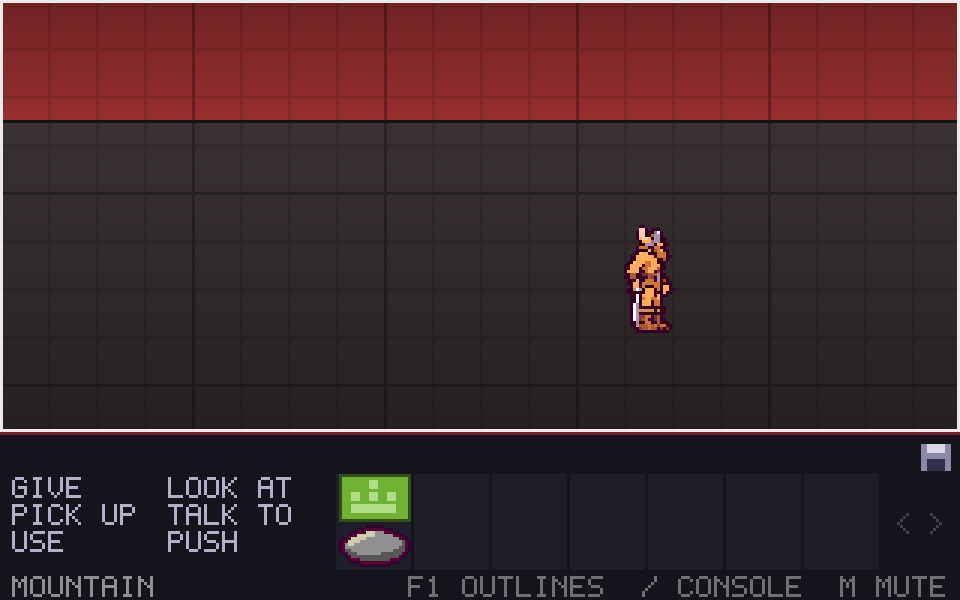 GIVE LOOK AT
PICK UP TALK TO
USE PUSH
MOUNTAIN F1 OUTLINES / CONSOLE M MUTE